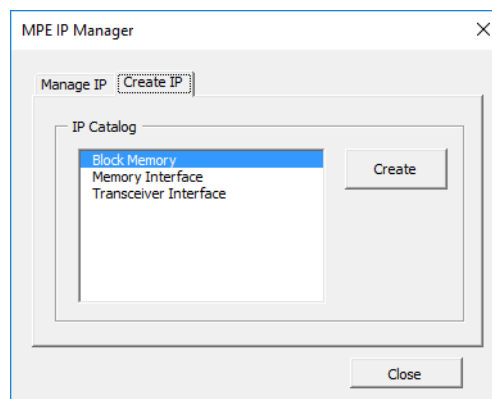 MPE IP Manager
Manage IP Create IP
IP Catalog
Block Memory
Memory Interface
Transceiver Interface
Create
Close